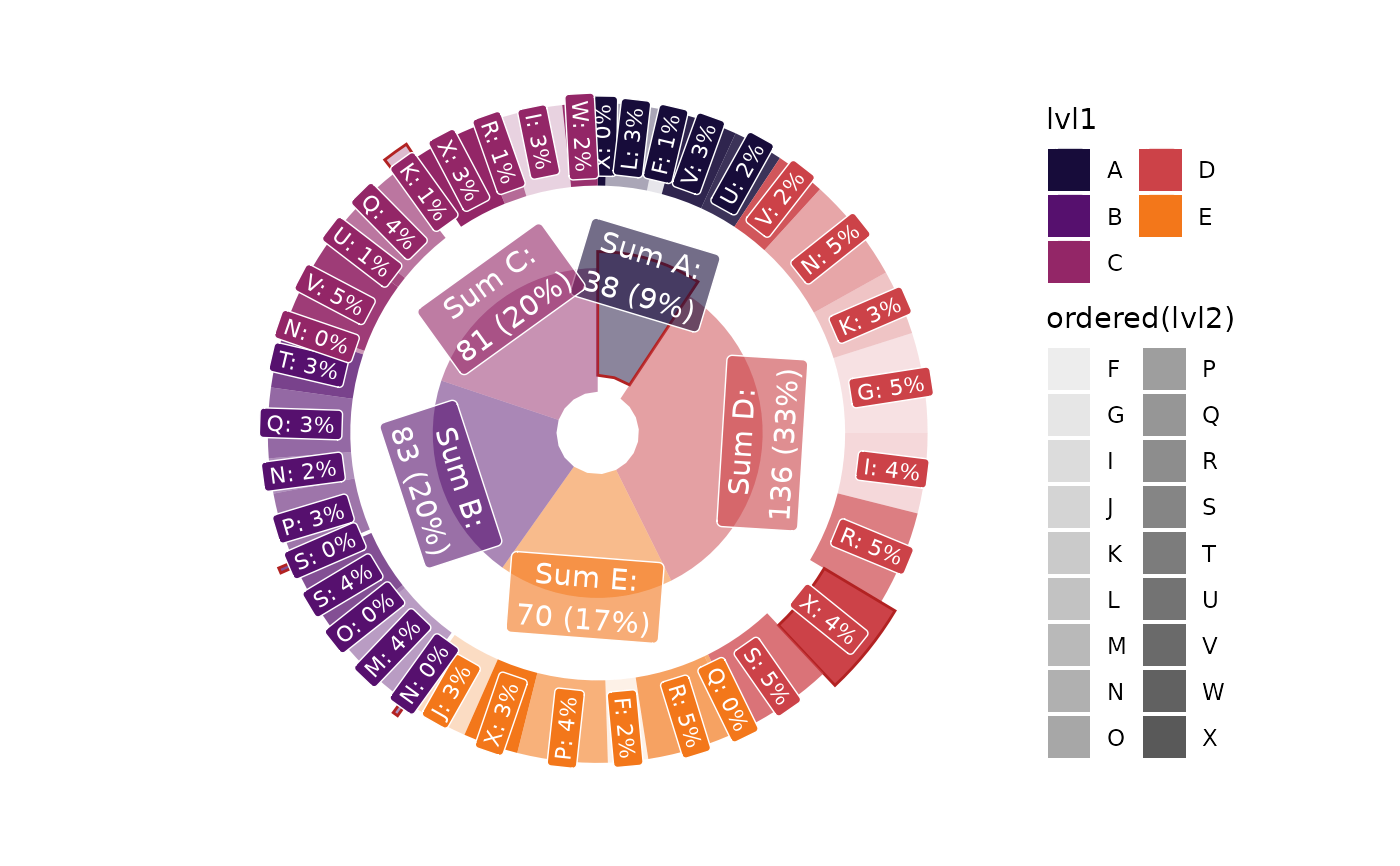 X: 0%
L: 3%
F: 1%
V: 3%
U: 2%
V: 2%
N: 5%
K: 3%
G: 5%
I: 4%
R: 5%
X: 4%
S: 5%
Q: 0%
R: 5%
F: 2%
P: 4%
X: 3%
J: 3%
N: 0%
M: 4%
O: 0%
S: 4%
S: 0%
P: 3%
N: 2%
Q: 3%
T: 3%
N: 0%
V: 5%
U: 1%
Q: 4%
K: 1%
X: 3%
R: 1%
I: 3%
W: 2%
Sum A:
38 (9%)
Sum D:
136 (33%)
Sum E:
70 (17%)
Sum B:
83 (20%)
Sum C:
81 (20%)
lvl1
A
B
C
D
E
ordered(lvl2)
F
G
I
J
K
L
M
N
O
P
Q
R
S
T
U
V
W
X